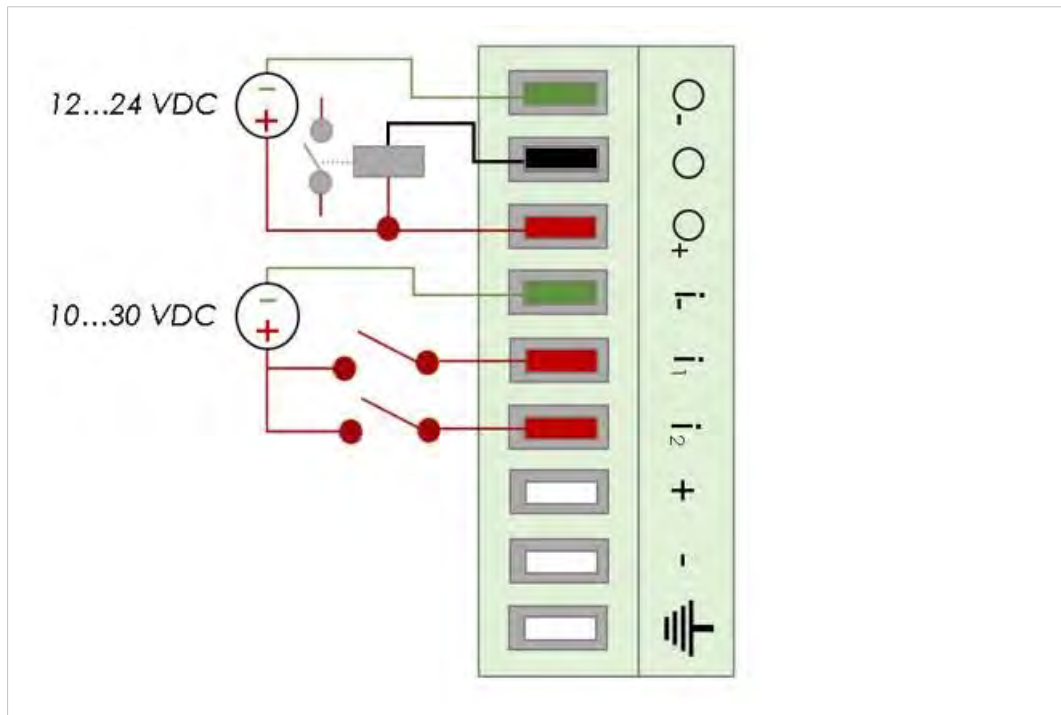 12...24 VDC
-
+
10...30 VDC
-
+
O-
O
O+
i-
i1
i2
+
-